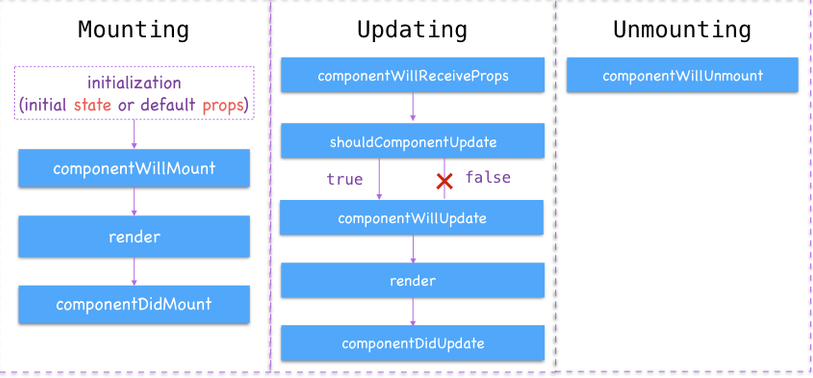 Mounting
initialization
(initial state or default props)
componentWillMount
render
componentDidMount
Updating
componentWillReceiveProps
shouldComponentUpdate
true
false
componentWillUpdate
render
componentDidUpdate
Unmounting
componentWillUnmount